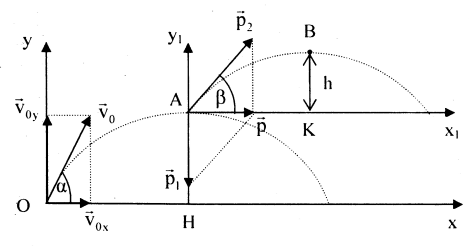 y
y₁
p⃗₂
B
v⃗₀y
v⃗₀
A
β
h
p⃗
K
x₁
α
p⃗₁
O
v⃗₀x
H
x